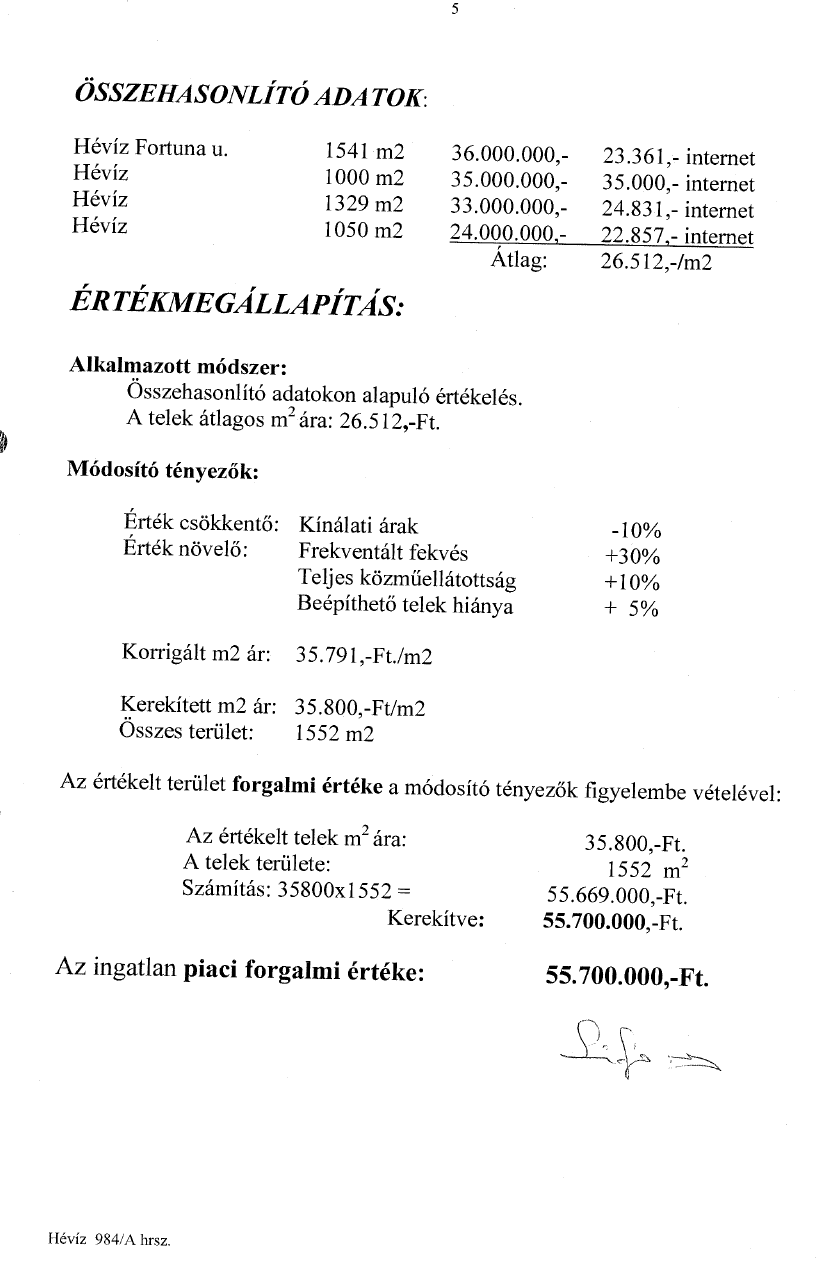 5
ÖSSZEHASONLÍTÓ ADATOK:
Hévíz Fortuna u. 1541 m2 36.000.000,- 23.361,- internet
Hévíz 1000 m2 35.000.000,- 35.000,- internet
Hévíz 1329 m2 33.000.000,- 24.831,- internet
Hévíz 1050 m2 24.000.000,- 22.857,- internet
Átlag: 26.512,-/m2
ÉRTÉKMEGÁLLAPÍTÁS:
Alkalmazott módszer:
Összehasonlító adatokon alapuló értékelés.
A telek átlagos m² ára: 26.512,-Ft.
Módosító tényezők:
Érték csökkentő: Kínálati árak -10%
Érték növelő: Frekventált fekvés +30%
Teljes közműellátottság +10%
Beépíthető telek hiánya + 5%
Korrigált m2 ár: 35.791,-Ft./m2
Kerekített m2 ár: 35.800,-Ft/m2
Összes terület: 1552 m2
Az értékelt terület forgalmi értéke a módosító tényezők figyelembe vételével:
Az értékelt telek m² ára: 35.800,-Ft.
A telek területe: 1552 m²
Számítás: 35800x1552 = 55.669.000,-Ft.
Kerekítve: 55.700.000,-Ft.
Az ingatlan piaci forgalmi értéke: 55.700.000,-Ft.
Hévíz 984/A hrsz.